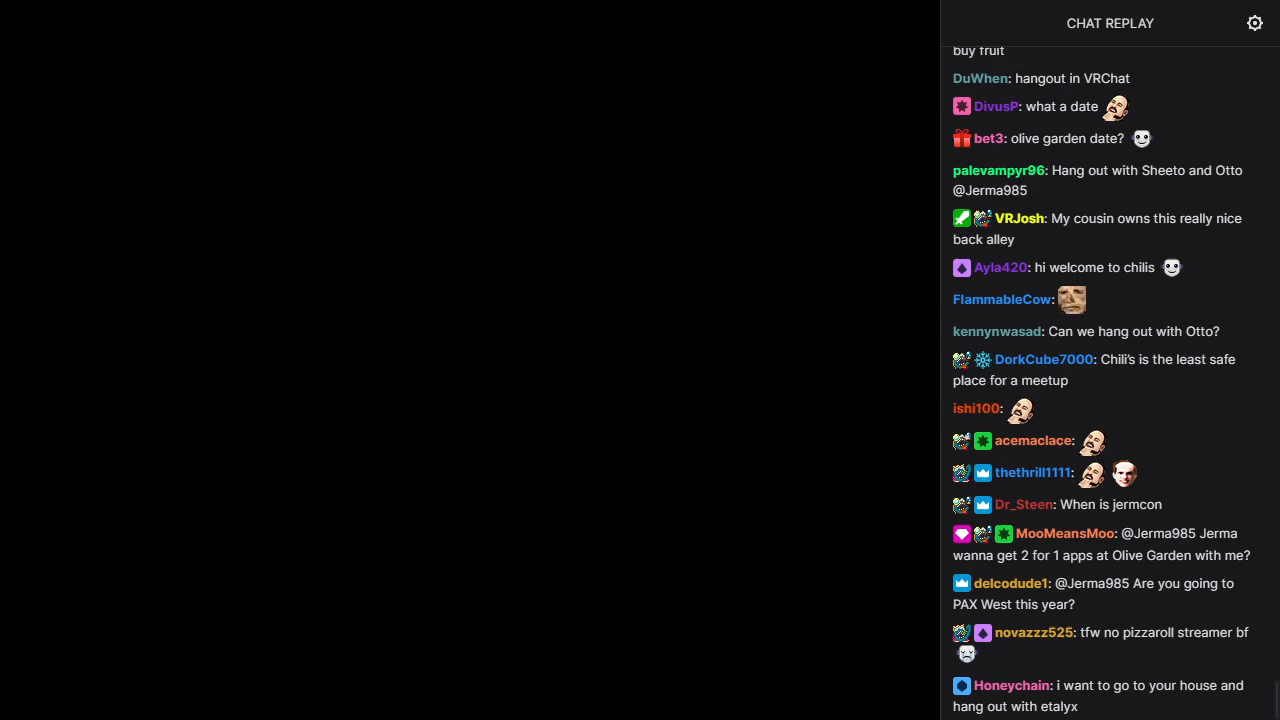 CHAT REPLAY
buy fruit
DuWhen: hangout in VRChat
DivusP: what a date
bet3: olive garden date?
palevampyr96: Hang out with Sheeto and Otto
@Jerma985
VRJosh: My cousin owns this really nice
back alley
Ayla420: hi welcome to chilis
FlammableCow:
kennynwasad: Can we hang out with Otto?
DorkCube7000: Chili's is the least safe
place for a meetup
ishi100:
acemaclace:
thethrill1111:
Dr_Steen: When is jermcon
MooMeansMoo: @Jerma985 Jerma
wanna get 2 for 1 apps at Olive Garden with me?
delcodude1: @Jerma985 Are you going to
PAX West this year?
novazzz525: tfw no pizzaroll streamer bf
Honeychain: i want to go to your house and
hang out with etalyx